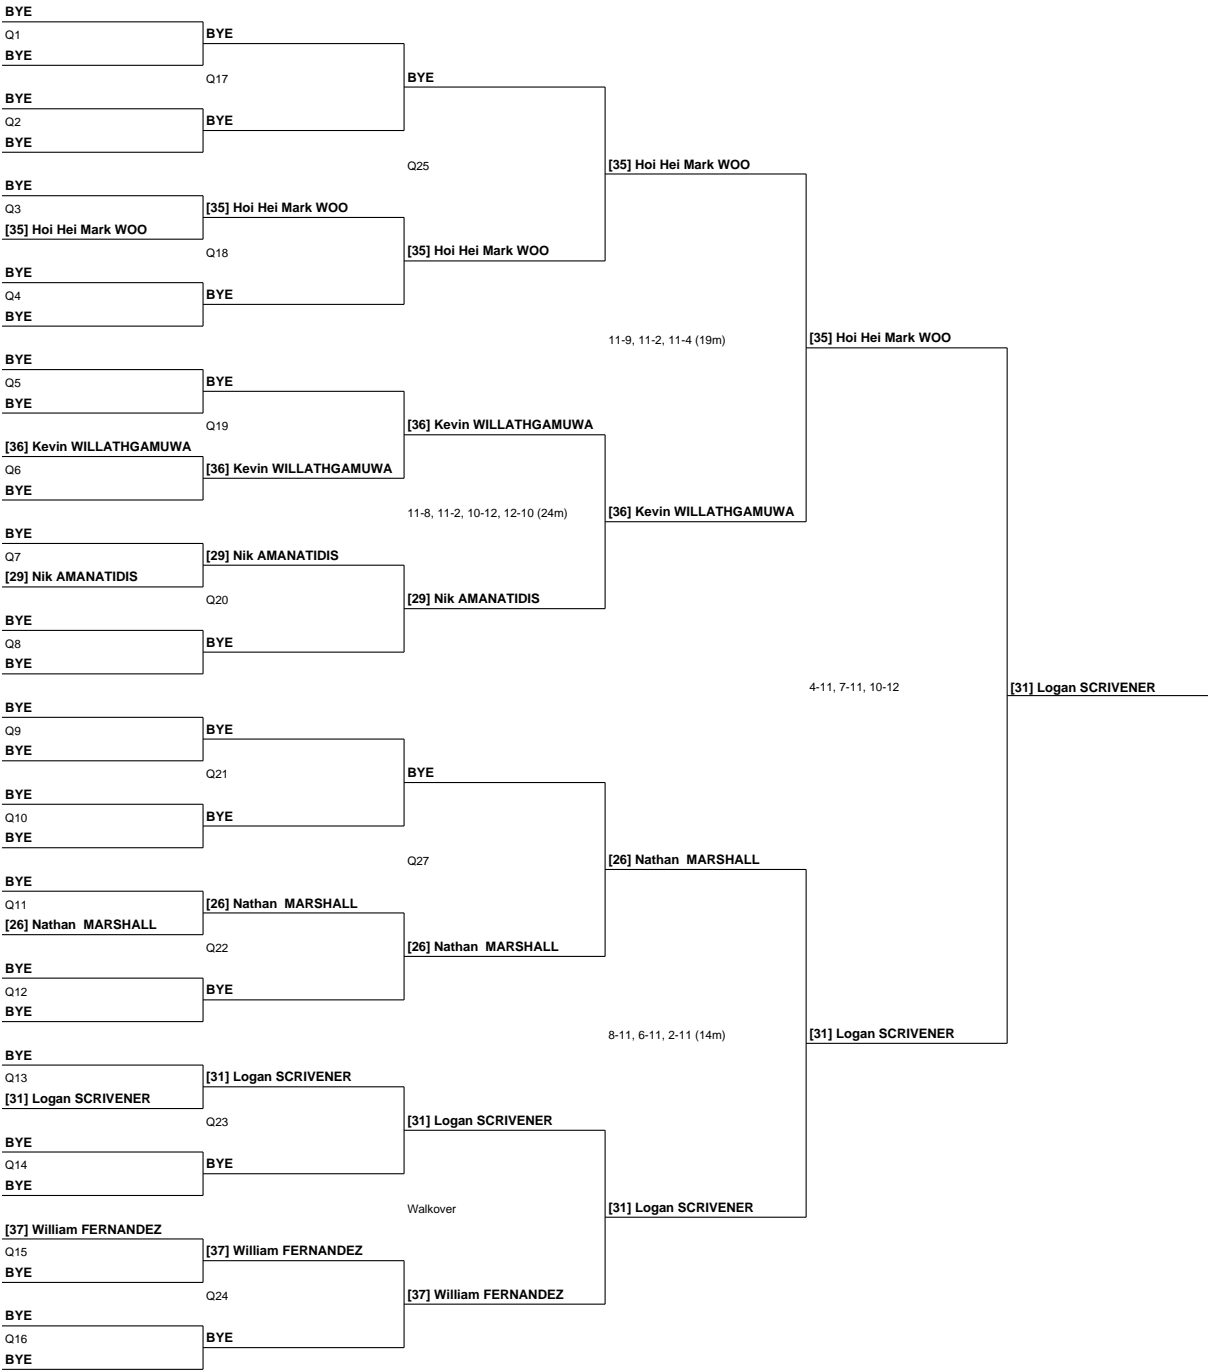 BYE
Q1
BYE
BYE
Q17
BYE
BYE
Q2
BYE
BYE
Q25
[35] Hoi Hei Mark WOO
BYE
Q3
[35] Hoi Hei Mark WOO
[35] Hoi Hei Mark WOO
Q18
[35] Hoi Hei Mark WOO
BYE
Q4
BYE
BYE
11-9, 11-2, 11-4 (19m)
[35] Hoi Hei Mark WOO
BYE
Q5
BYE
BYE
Q19
[36] Kevin WILLATHGAMUWA
[36] Kevin WILLATHGAMUWA
Q6
[36] Kevin WILLATHGAMUWA
BYE
11-8, 11-2, 10-12, 12-10 (24m)
[36] Kevin WILLATHGAMUWA
BYE
Q7
[29] Nik AMANATIDIS
[29] Nik AMANATIDIS
Q20
[29] Nik AMANATIDIS
BYE
Q8
BYE
BYE
4-11, 7-11, 10-12
[31] Logan SCRIVENER
BYE
Q9
BYE
BYE
Q21
BYE
BYE
Q10
BYE
BYE
Q27
[26] Nathan  MARSHALL
BYE
Q11
[26] Nathan  MARSHALL
[26] Nathan  MARSHALL
Q22
[26] Nathan  MARSHALL
BYE
Q12
BYE
BYE
8-11, 6-11, 2-11 (14m)
[31] Logan SCRIVENER
BYE
Q13
[31] Logan SCRIVENER
[31] Logan SCRIVENER
Q23
[31] Logan SCRIVENER
BYE
Q14
BYE
BYE
Walkover
[31] Logan SCRIVENER
[37] William FERNANDEZ
Q15
[37] William FERNANDEZ
BYE
Q24
[37] William FERNANDEZ
BYE
Q16
BYE
BYE